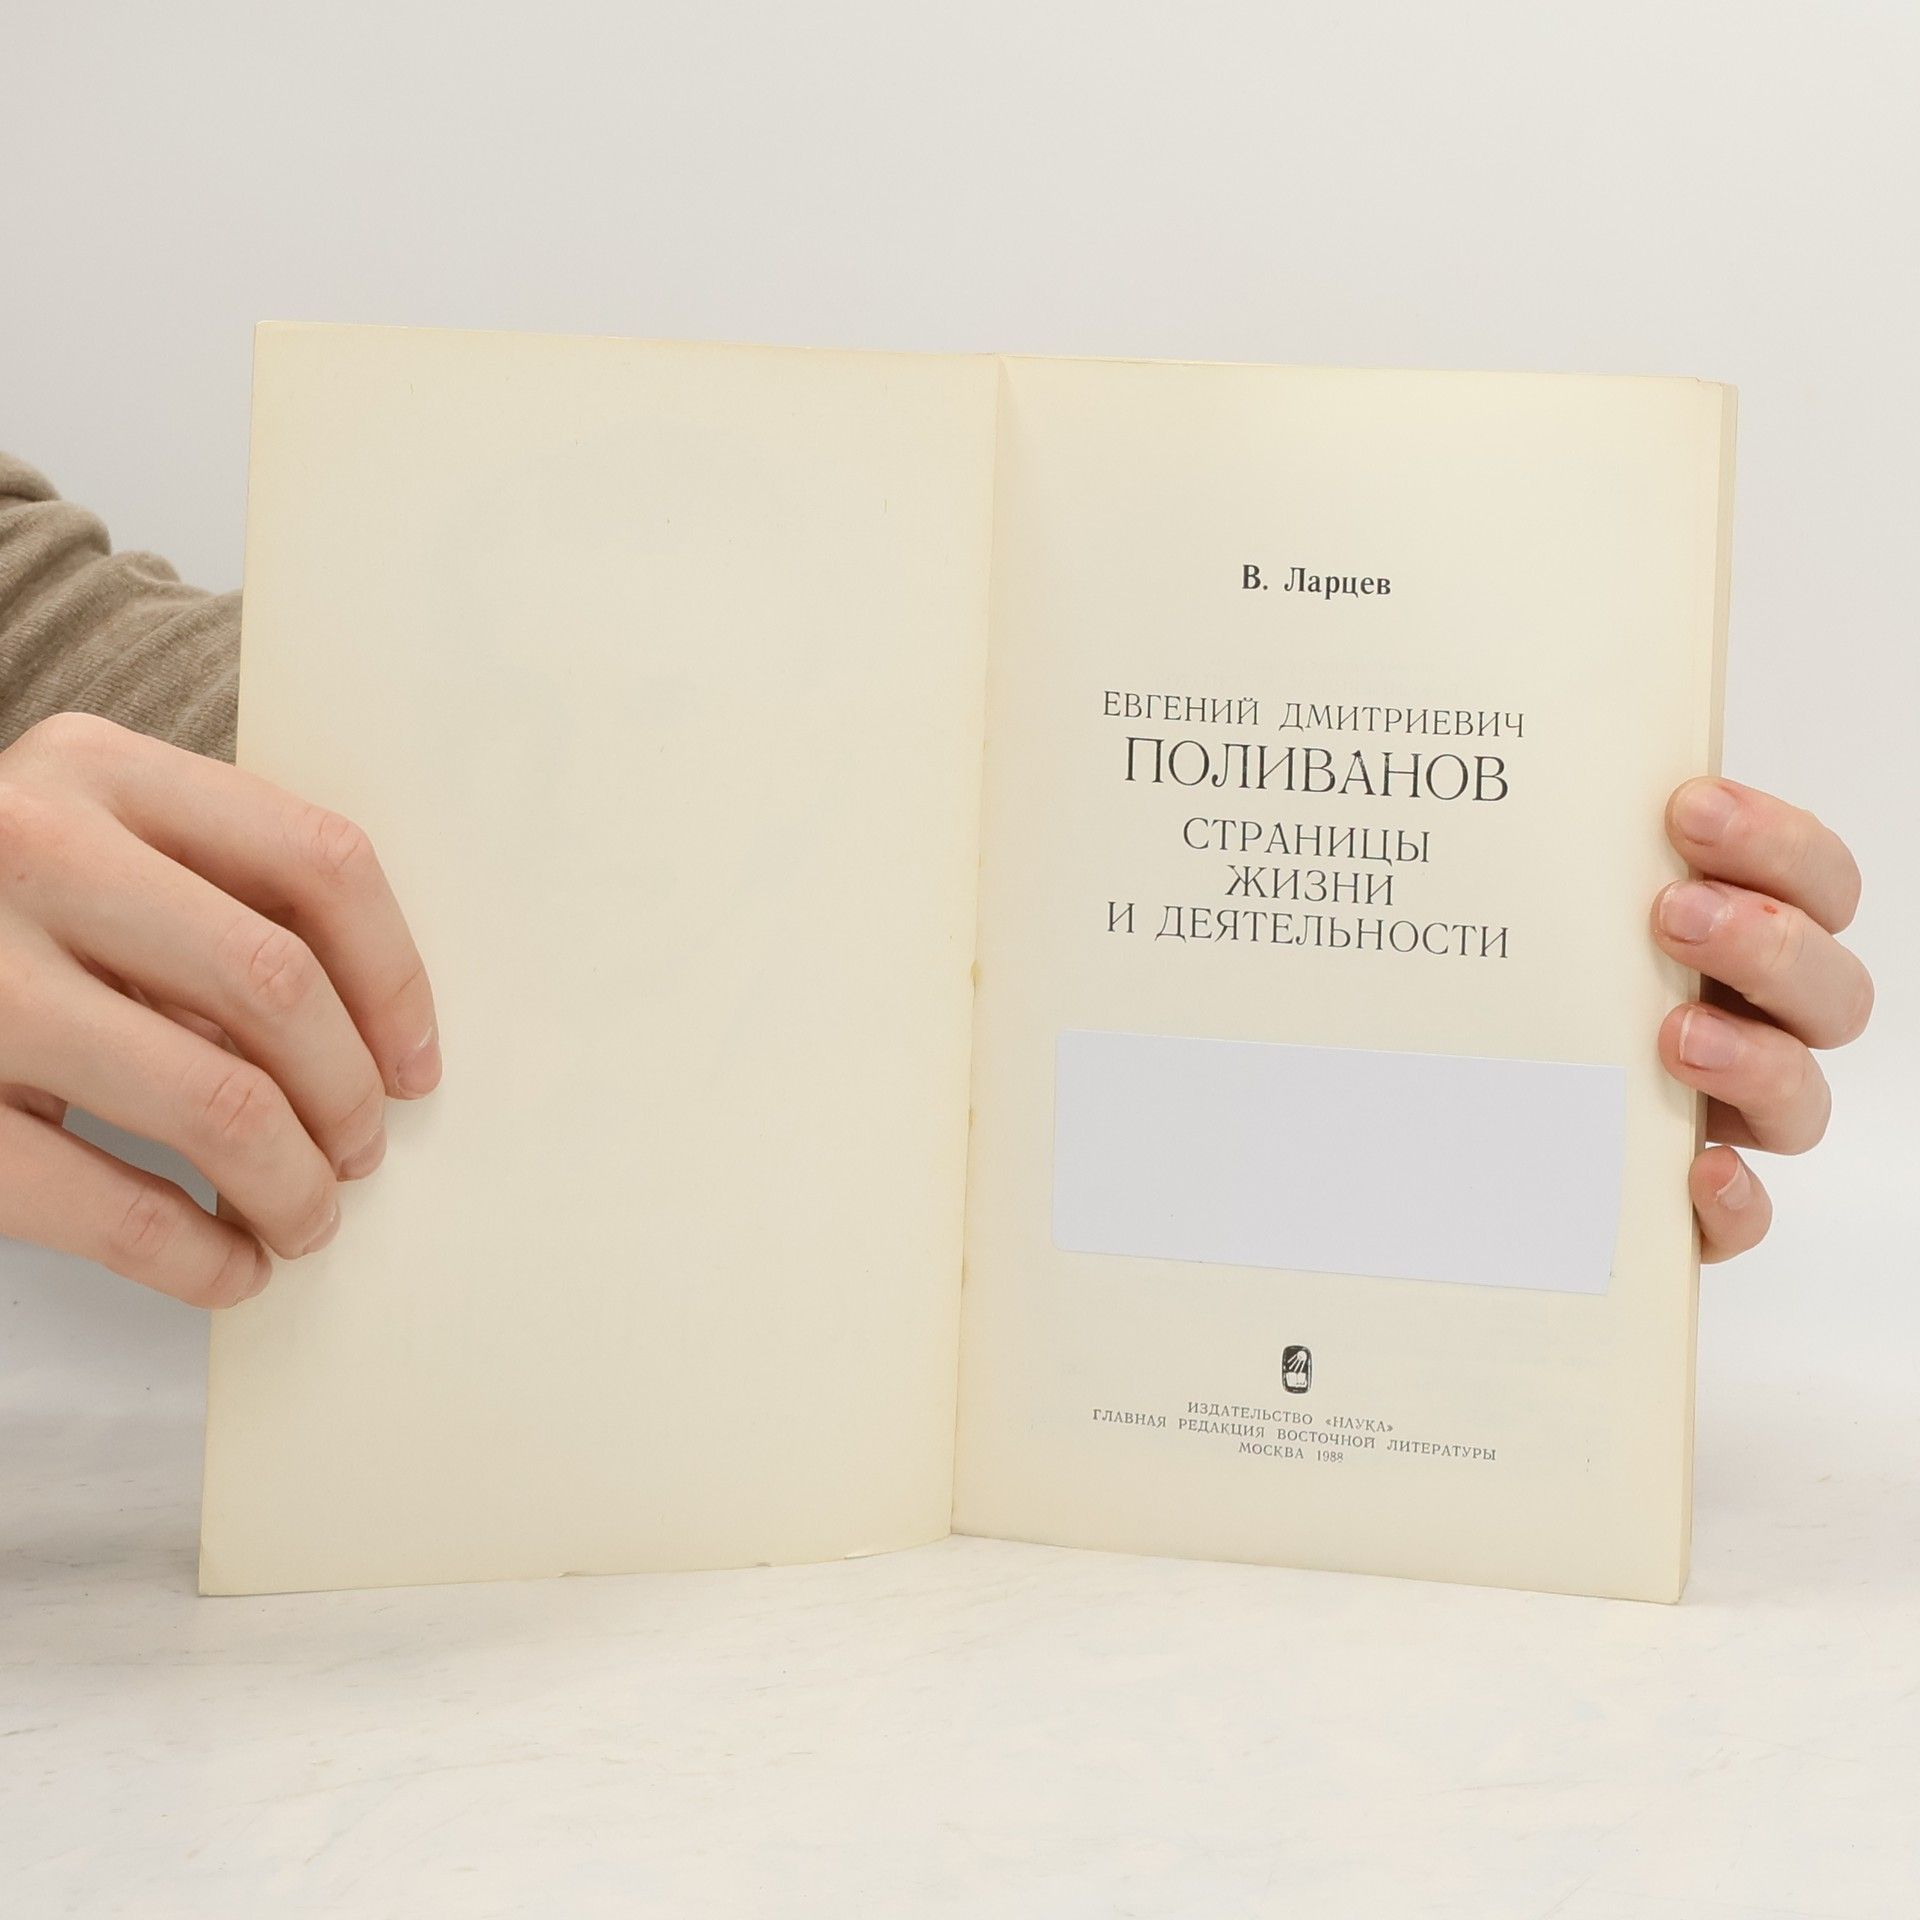 В. Ларцев
ЕВГЕНИЙ ДМИТРИЕВИЧ
ПОЛИВАНОВ
СТРАНИЦЫ
ЖИЗНИ
И ДЕЯТЕЛЬНОСТИ
ИЗДАТЕЛЬСТВО «НАУКА»
ГЛАВНАЯ РЕДАКЦИЯ ВОСТОЧНОЙ ЛИТЕРАТУРЫ
МОСКВА 1988